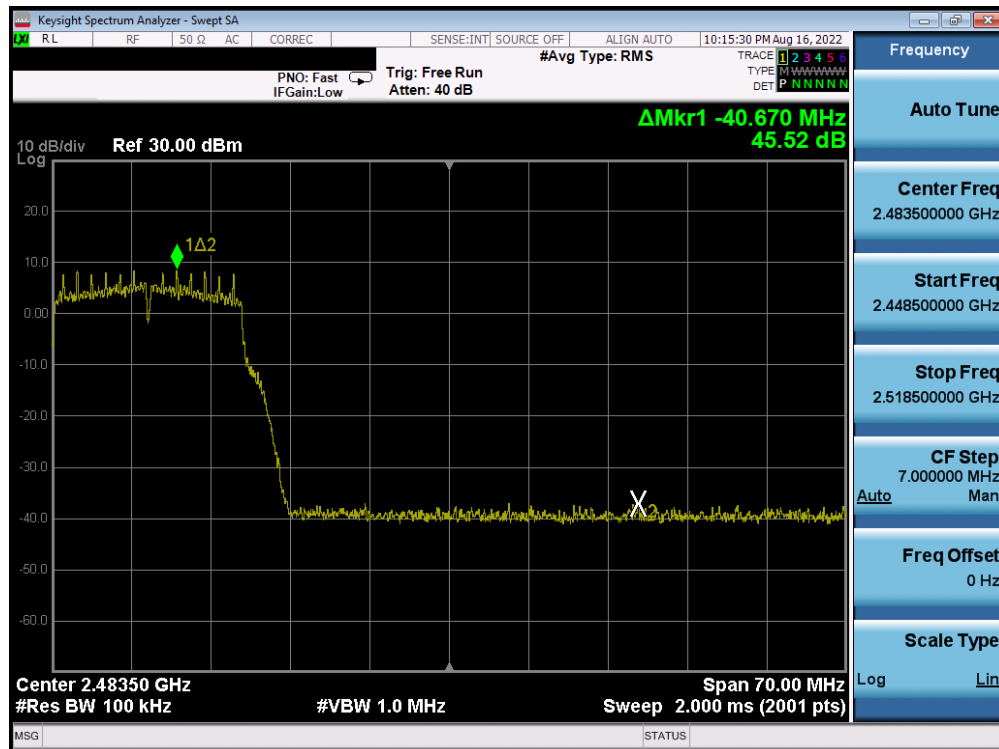 Keysight Spectrum Analyzer - Swept SA
LXI RL RF 50 Ω AC CORREC SENSE:INT SOURCE OFF ALIGN AUTO 10:15:30 PM Aug 16, 2022
#Avg Type: RMS
TRACE 1 2 3 4 5 6
PNO: Fast Trig: Free Run
TYPE M WWWWW
IFGain:Low Atten: 40 dB
DET P N N N N N
ΔMkr1 -40.670 MHz
45.52 dB
10 dB/div Ref 30.00 dBm
Log
20.0
1Δ2
10.0
0.00
-10.0
-20.0
-30.0
-40.0
-50.0
-60.0
Center 2.48350 GHz Span 70.00 MHz
#Res BW 100 kHz #VBW 1.0 MHz Sweep 2.000 ms (2001 pts)
MSG STATUS
Frequency
Auto Tune
Center Freq
2.483500000 GHz
Start Freq
2.448500000 GHz
Stop Freq
2.518500000 GHz
CF Step
7.000000 MHz
Auto Man
Freq Offset
0 Hz
Scale Type
Log Lin